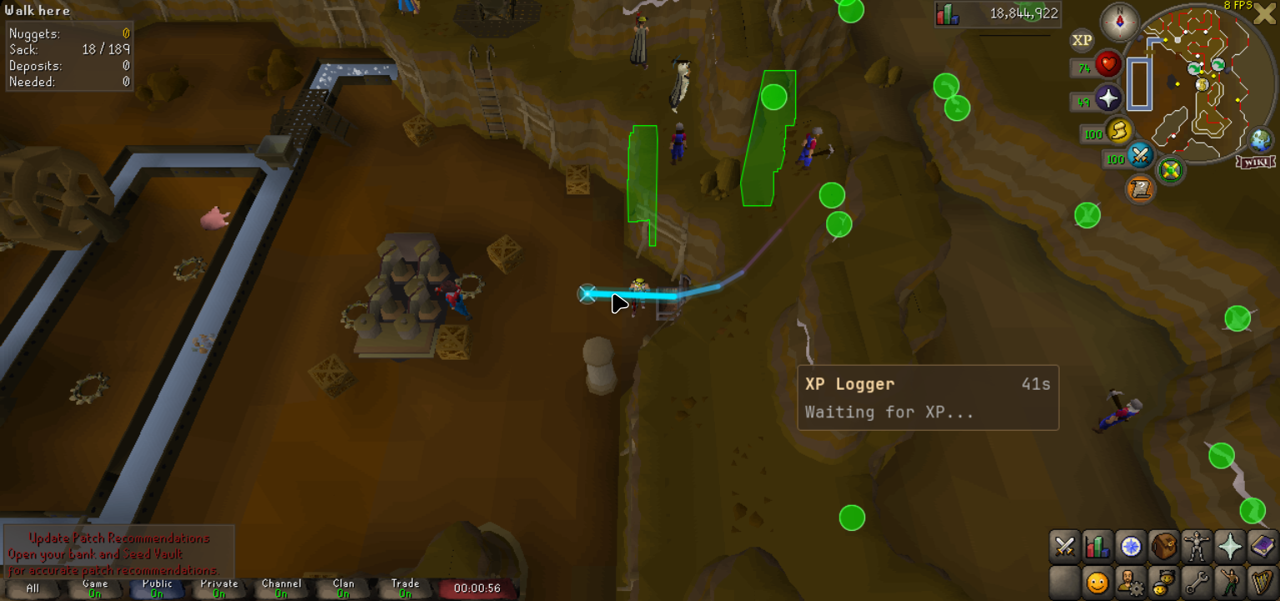 Walk here
Nuggets: 0
Sack: 18 / 189
Deposits: 0
Needed: 0
18,844,922
8 FPS
N
XP
74
49
100
100
WIKI
XP Logger 41s
Waiting for XP...
Update Patch Recommendations
Open your bank and Seed Vault
for accurate patch recommendations.
All
Game On
Public On
Private On
Channel On
Clan On
Trade On
00:00:56